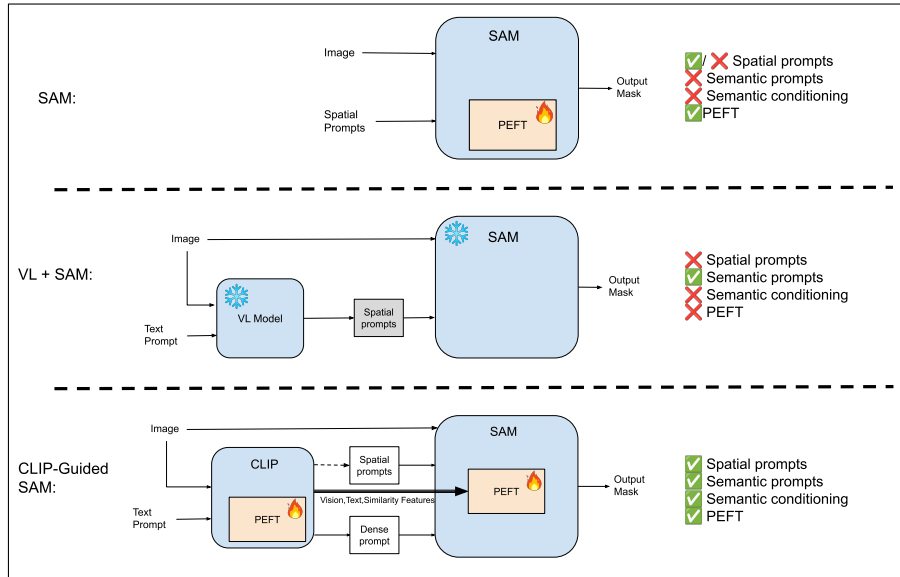 SAM:
Image
Spatial
Prompts
SAM
PEFT
Output
Mask
✅/ ❌ Spatial prompts
❌ Semantic prompts
❌ Semantic conditioning
✅PEFT
VL + SAM:
Image
Text
Prompt
VL Model
Spatial
prompts
SAM
Output
Mask
❌ Spatial prompts
✅ Semantic prompts
❌ Semantic conditioning
❌ PEFT
CLIP-Guided
SAM:
Image
Text
Prompt
CLIP
PEFT
Spatial
prompts
Vision,Text,Similarity Features
Dense
prompt
SAM
PEFT
Output
Mask
✅ Spatial prompts
✅ Semantic prompts
✅ Semantic conditioning
✅ PEFT